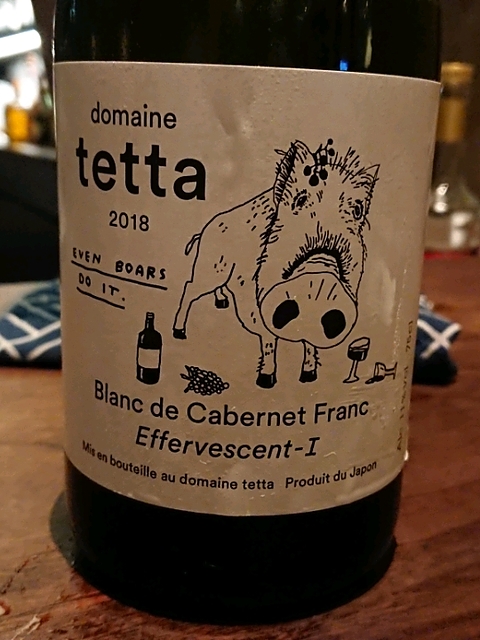 domaine
tetta
2018
EVEN BOARS
DO IT.
Blanc de Cabernet Franc
Effervescent-I
Mis en bouteille au domaine tetta Produit du Japon